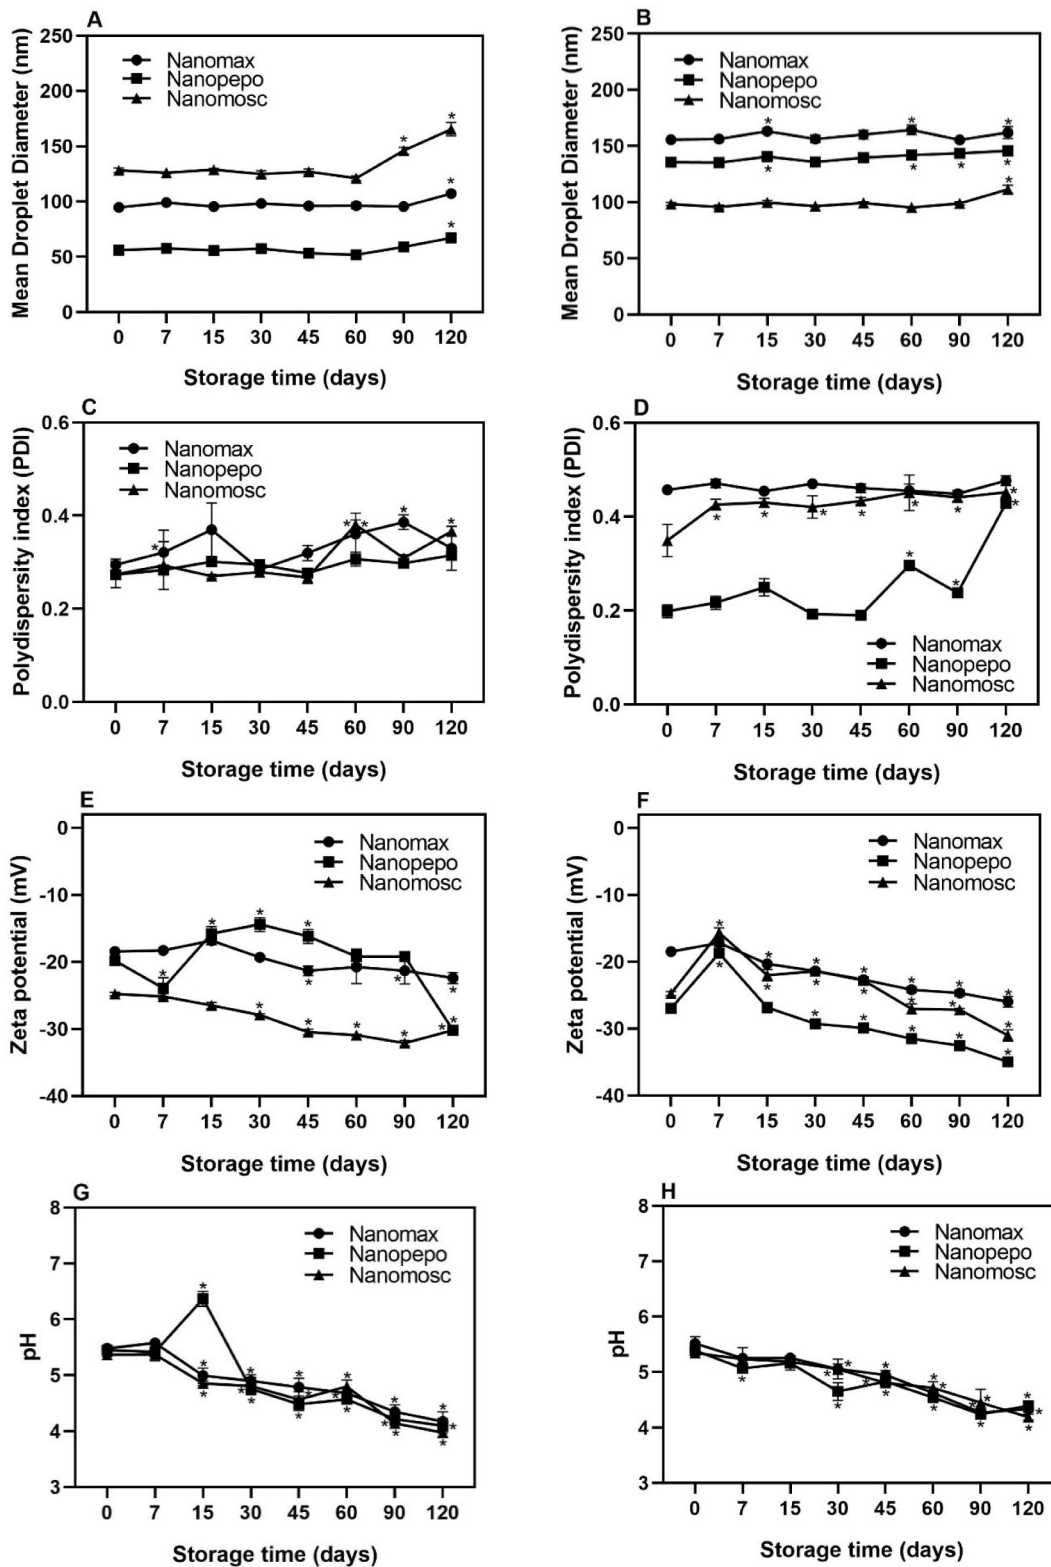 A
Mean Droplet Diameter (nm)
250
200
150
100
50
0
Nanomax
Nanopepo
Nanomosc
* * * *
0 7 15 30 45 60 90 120
Storage time (days)
B
Mean Droplet Diameter (nm)
250
200
150
100
50
0
Nanomax
Nanopepo
Nanomosc
* * * * * * * *
0 7 15 30 45 60 90 120
Storage time (days)
C
Polydispersity index (PDI)
0.6
0.4
0.2
0.0
Nanomax
Nanopepo
Nanomosc
* * * * *
0 7 15 30 45 60 90 120
Storage time (days)
D
Polydispersity index (PDI)
0.6
0.4
0.2
0.0
* * * * * * * * * *
Nanomax
Nanopepo
Nanomosc
0 7 15 30 45 60 90 120
Storage time (days)
E
Zeta potential (mV)
0
-10
-20
-30
-40
Nanomax
Nanopepo
Nanomosc
0 7 15 30 45 60 90 120
Storage time (days)
F
Zeta potential (mV)
0
-10
-20
-30
-40
Nanomax
Nanopepo
Nanomosc
0 7 15 30 45 60 90 120
Storage time (days)
G
pH
8
7
6
5
4
3
Nanomax
Nanopepo
Nanomosc
0 7 15 30 45 60 90 120
Storage time (days)
H
pH
8
7
6
5
4
3
Nanomax
Nanopepo
Nanomosc
0 7 15 30 45 60 90 120
Storage time (days)